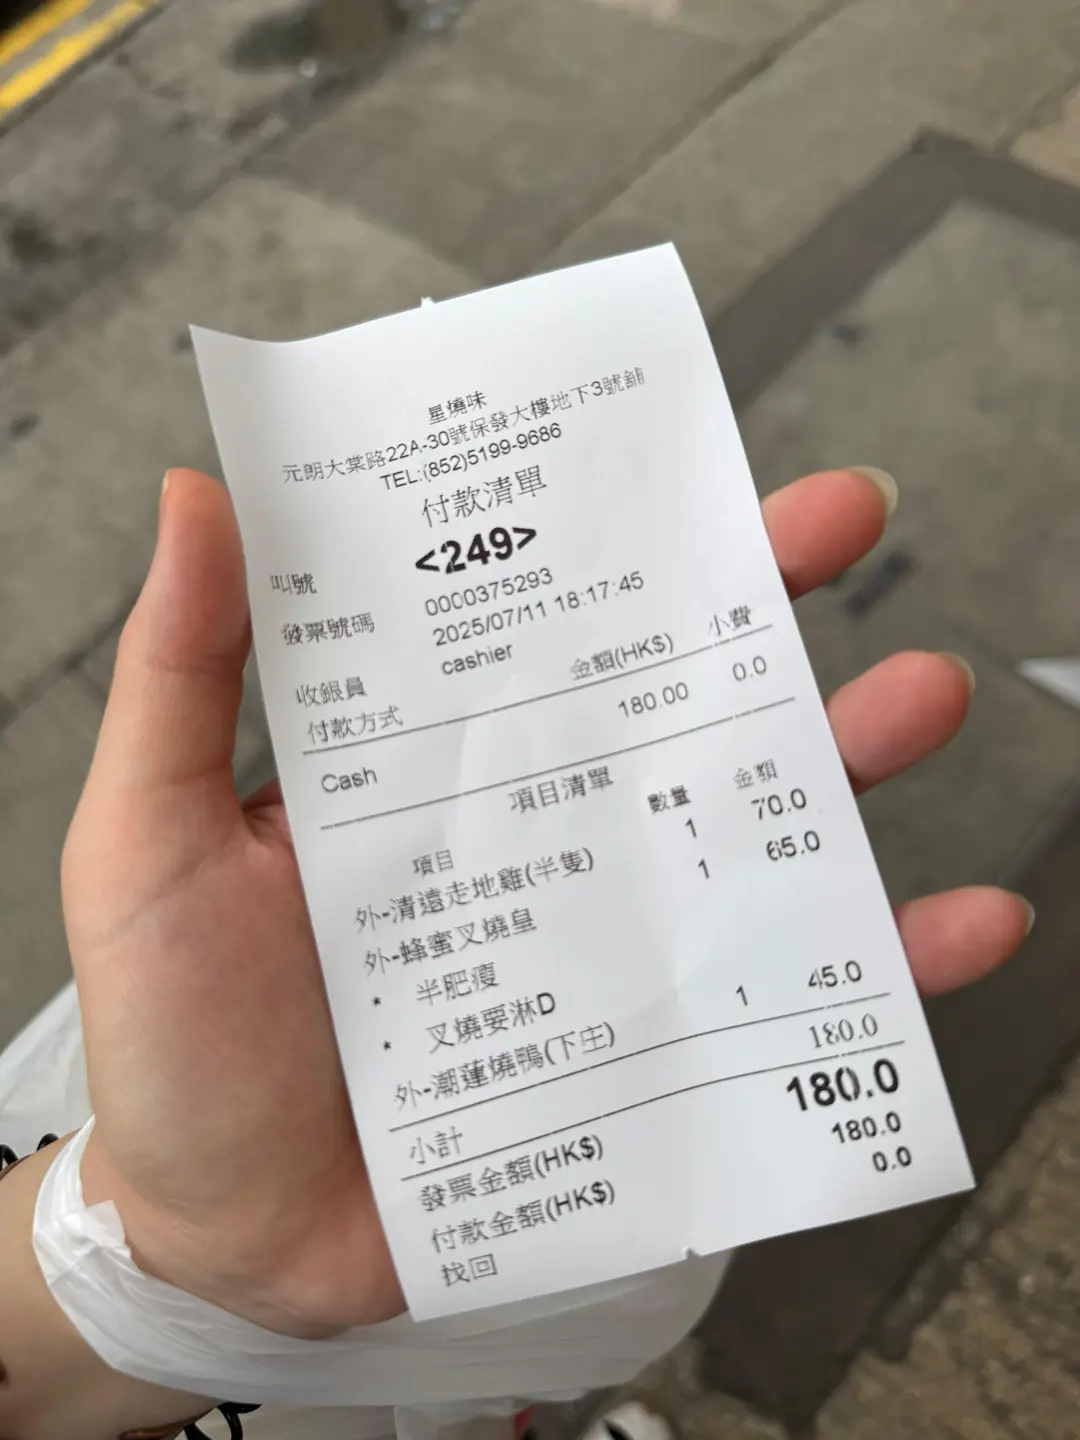 星燒味
元朗大棠路22A-30號保發大樓地下3號舖
TEL:(852)5199-9686
付款清單
叫號 <249>
發票號碼 0000375293
2025/07/11 18:17:45
收銀員 cashier
付款方式 金額(HK$) 小費
Cash 180.00 0.0
項目清單
項目 數量 金額
外-清遠走地雞(半隻) 1 70.0
外-蜂蜜叉燒皇 1 65.0
* 半肥瘦
* 叉燒要淋D
外-潮蓮燒鴨(下庄) 1 45.0
小計 180.0
發票金額(HK$) 180.0
付款金額(HK$) 180.0
找回 0.0